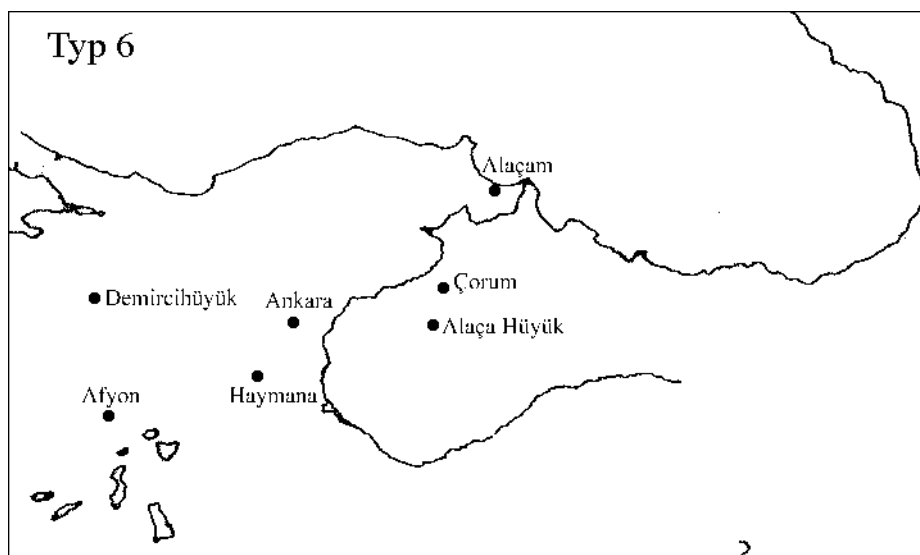 Typ 6
Alaçam
Çorum
Demircihüyük
Ankara
Alaça Hüyük
Afyon
Haymana